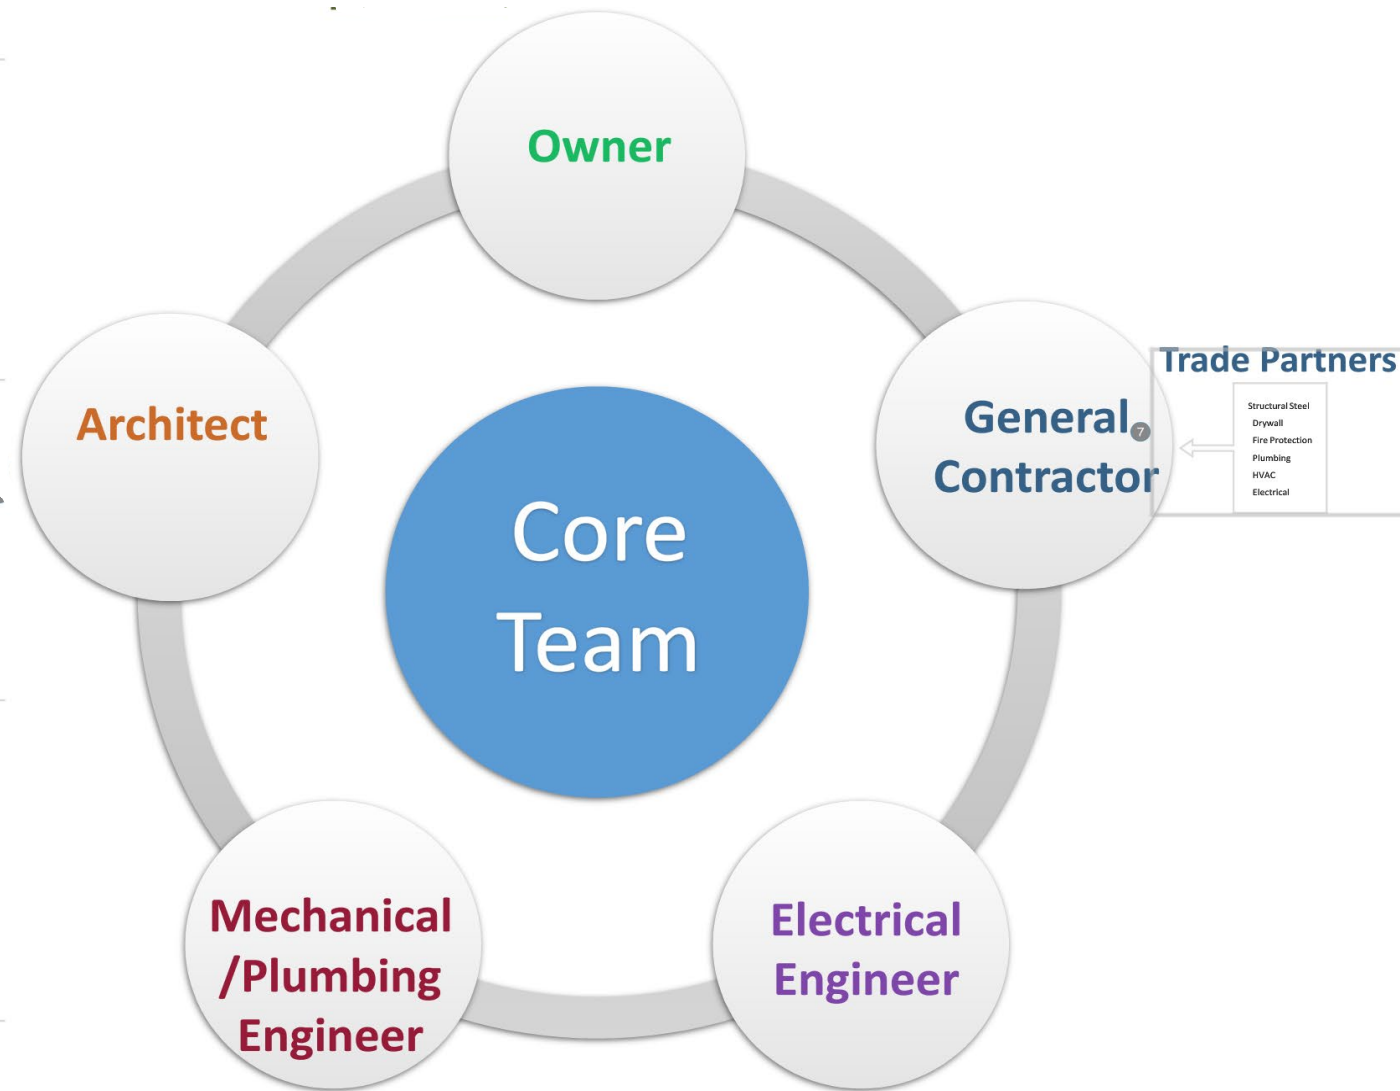 Owner
Architect
General
7
Contractor
Trade Partners
Structural Steel
Drywall
Fire Protection
Plumbing
HVAC
Electrical
Core
Team
Mechanical
/Plumbing
Engineer
Electrical
Engineer